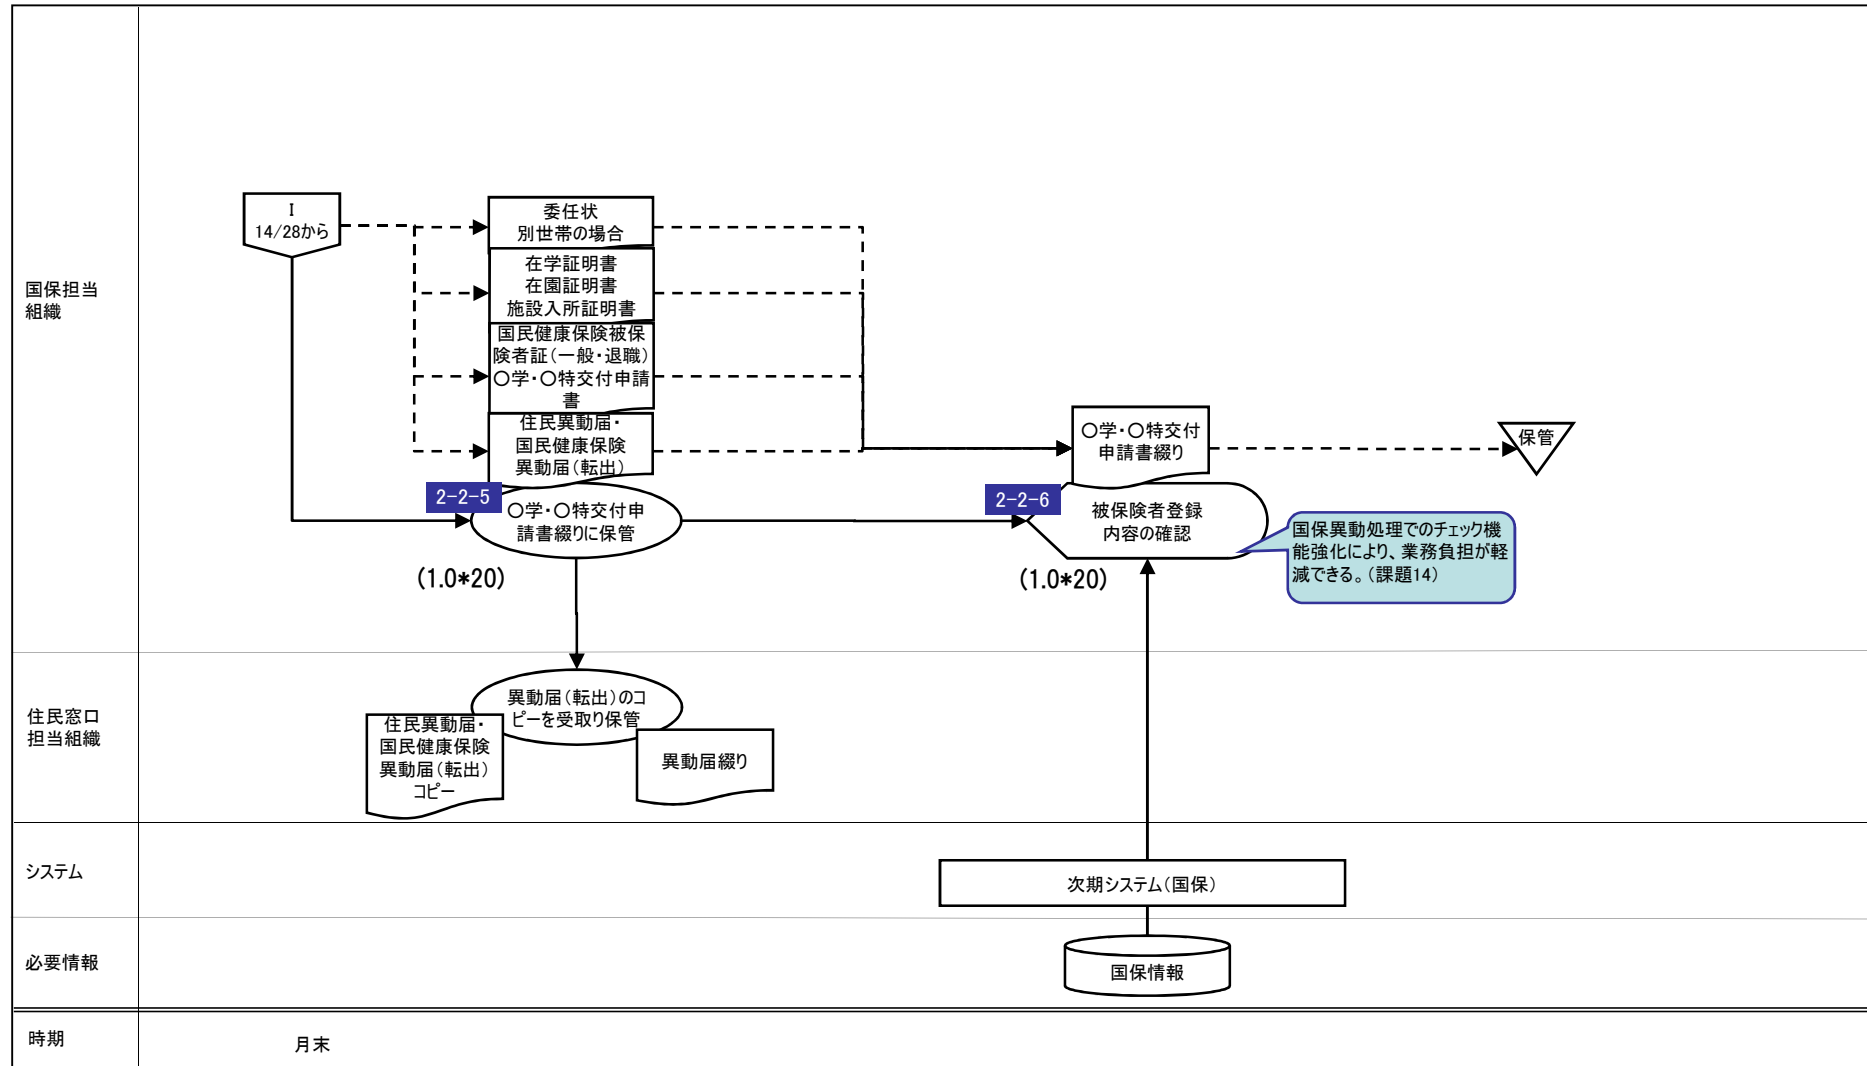 国保担当
組織
I
14/28から
委任状
別世帯の場合
在学証明書
在園証明書
施設入所証明書
国民健康保険被保
険者証(一般・退職)
〇学・〇特交付申請
書
住民異動届・
国民健康保険
異動届(転出)
2-2-5
〇学・〇特交付申
請書綴りに保管
(1.0*20)
〇学・〇特交付
申請書綴り
保管
2-2-6
被保険者登録
内容の確認
(1.0*20)
国保異動処理でのチェック機
能強化により、業務負担が軽
減できる。(課題14)
住民窓口
担当組織
異動届(転出)のコ
ピーを受取り保管
住民異動届・
国民健康保険
異動届(転出)
コピー
異動届綴り
システム
次期システム(国保)
必要情報
国保情報
時期
月末